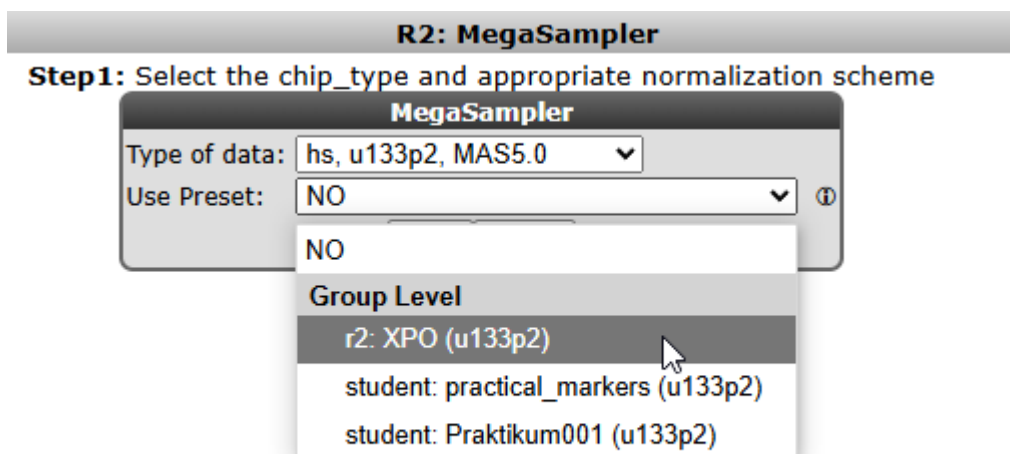 R2: MegaSampler
Step1: Select the chip_type and appropriate normalization scheme
MegaSampler
Type of data: hs, u133p2, MAS5.0
Use Preset: NO
NO
Group Level
r2: XPO (u133p2)
student: practical_markers (u133p2)
student: Praktikum001 (u133p2)